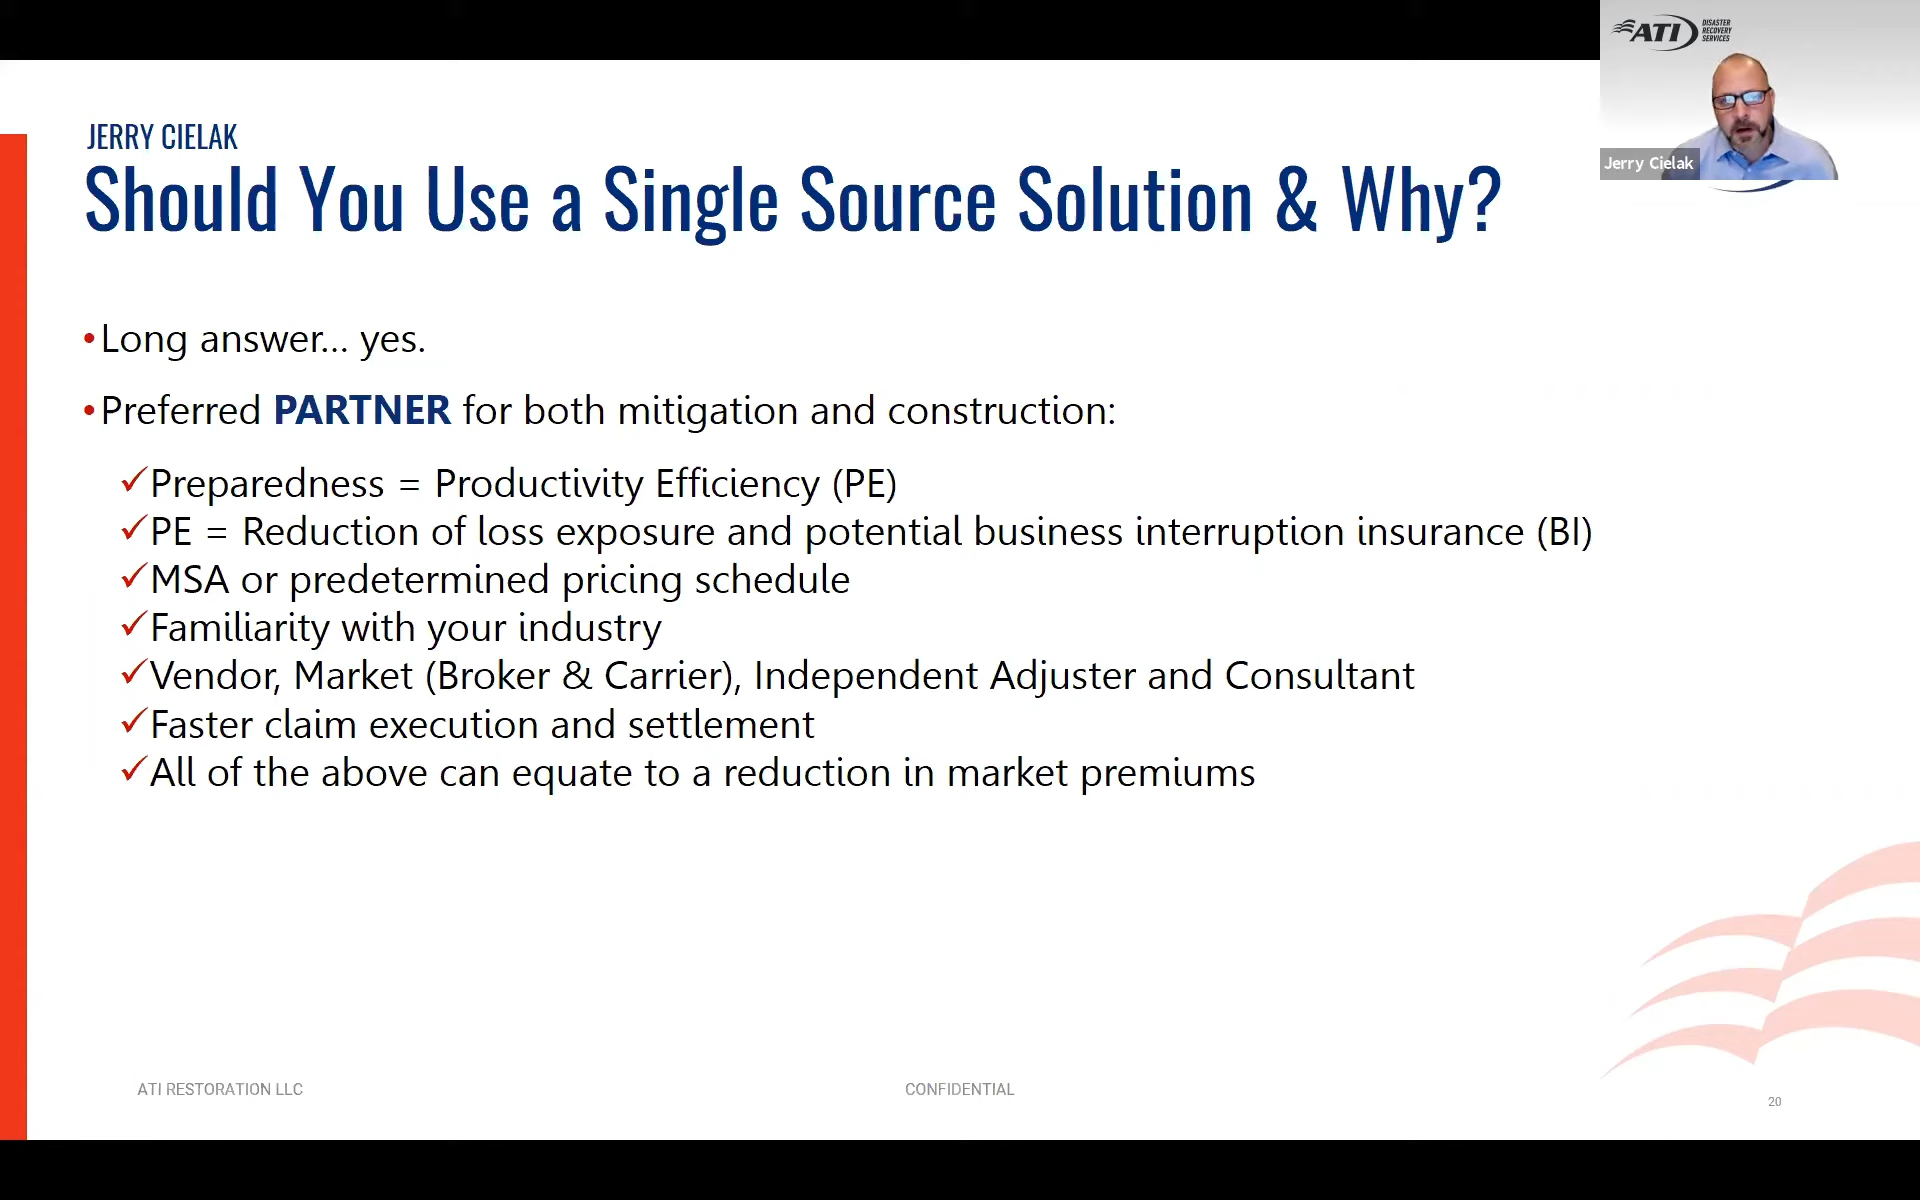 ATI DISASTER
RECOVERY
SERVICES
Jerry Cielak
JERRY CIELAK
Should You Use a Single Source Solution & Why?
•Long answer... yes.
•Preferred PARTNER for both mitigation and construction:
✓Preparedness = Productivity Efficiency (PE)
✓PE = Reduction of loss exposure and potential business interruption insurance (BI)
✓MSA or predetermined pricing schedule
✓Familiarity with your industry
✓Vendor, Market (Broker & Carrier), Independent Adjuster and Consultant
✓Faster claim execution and settlement
✓All of the above can equate to a reduction in market premiums
ATI RESTORATION LLC
CONFIDENTIAL
20